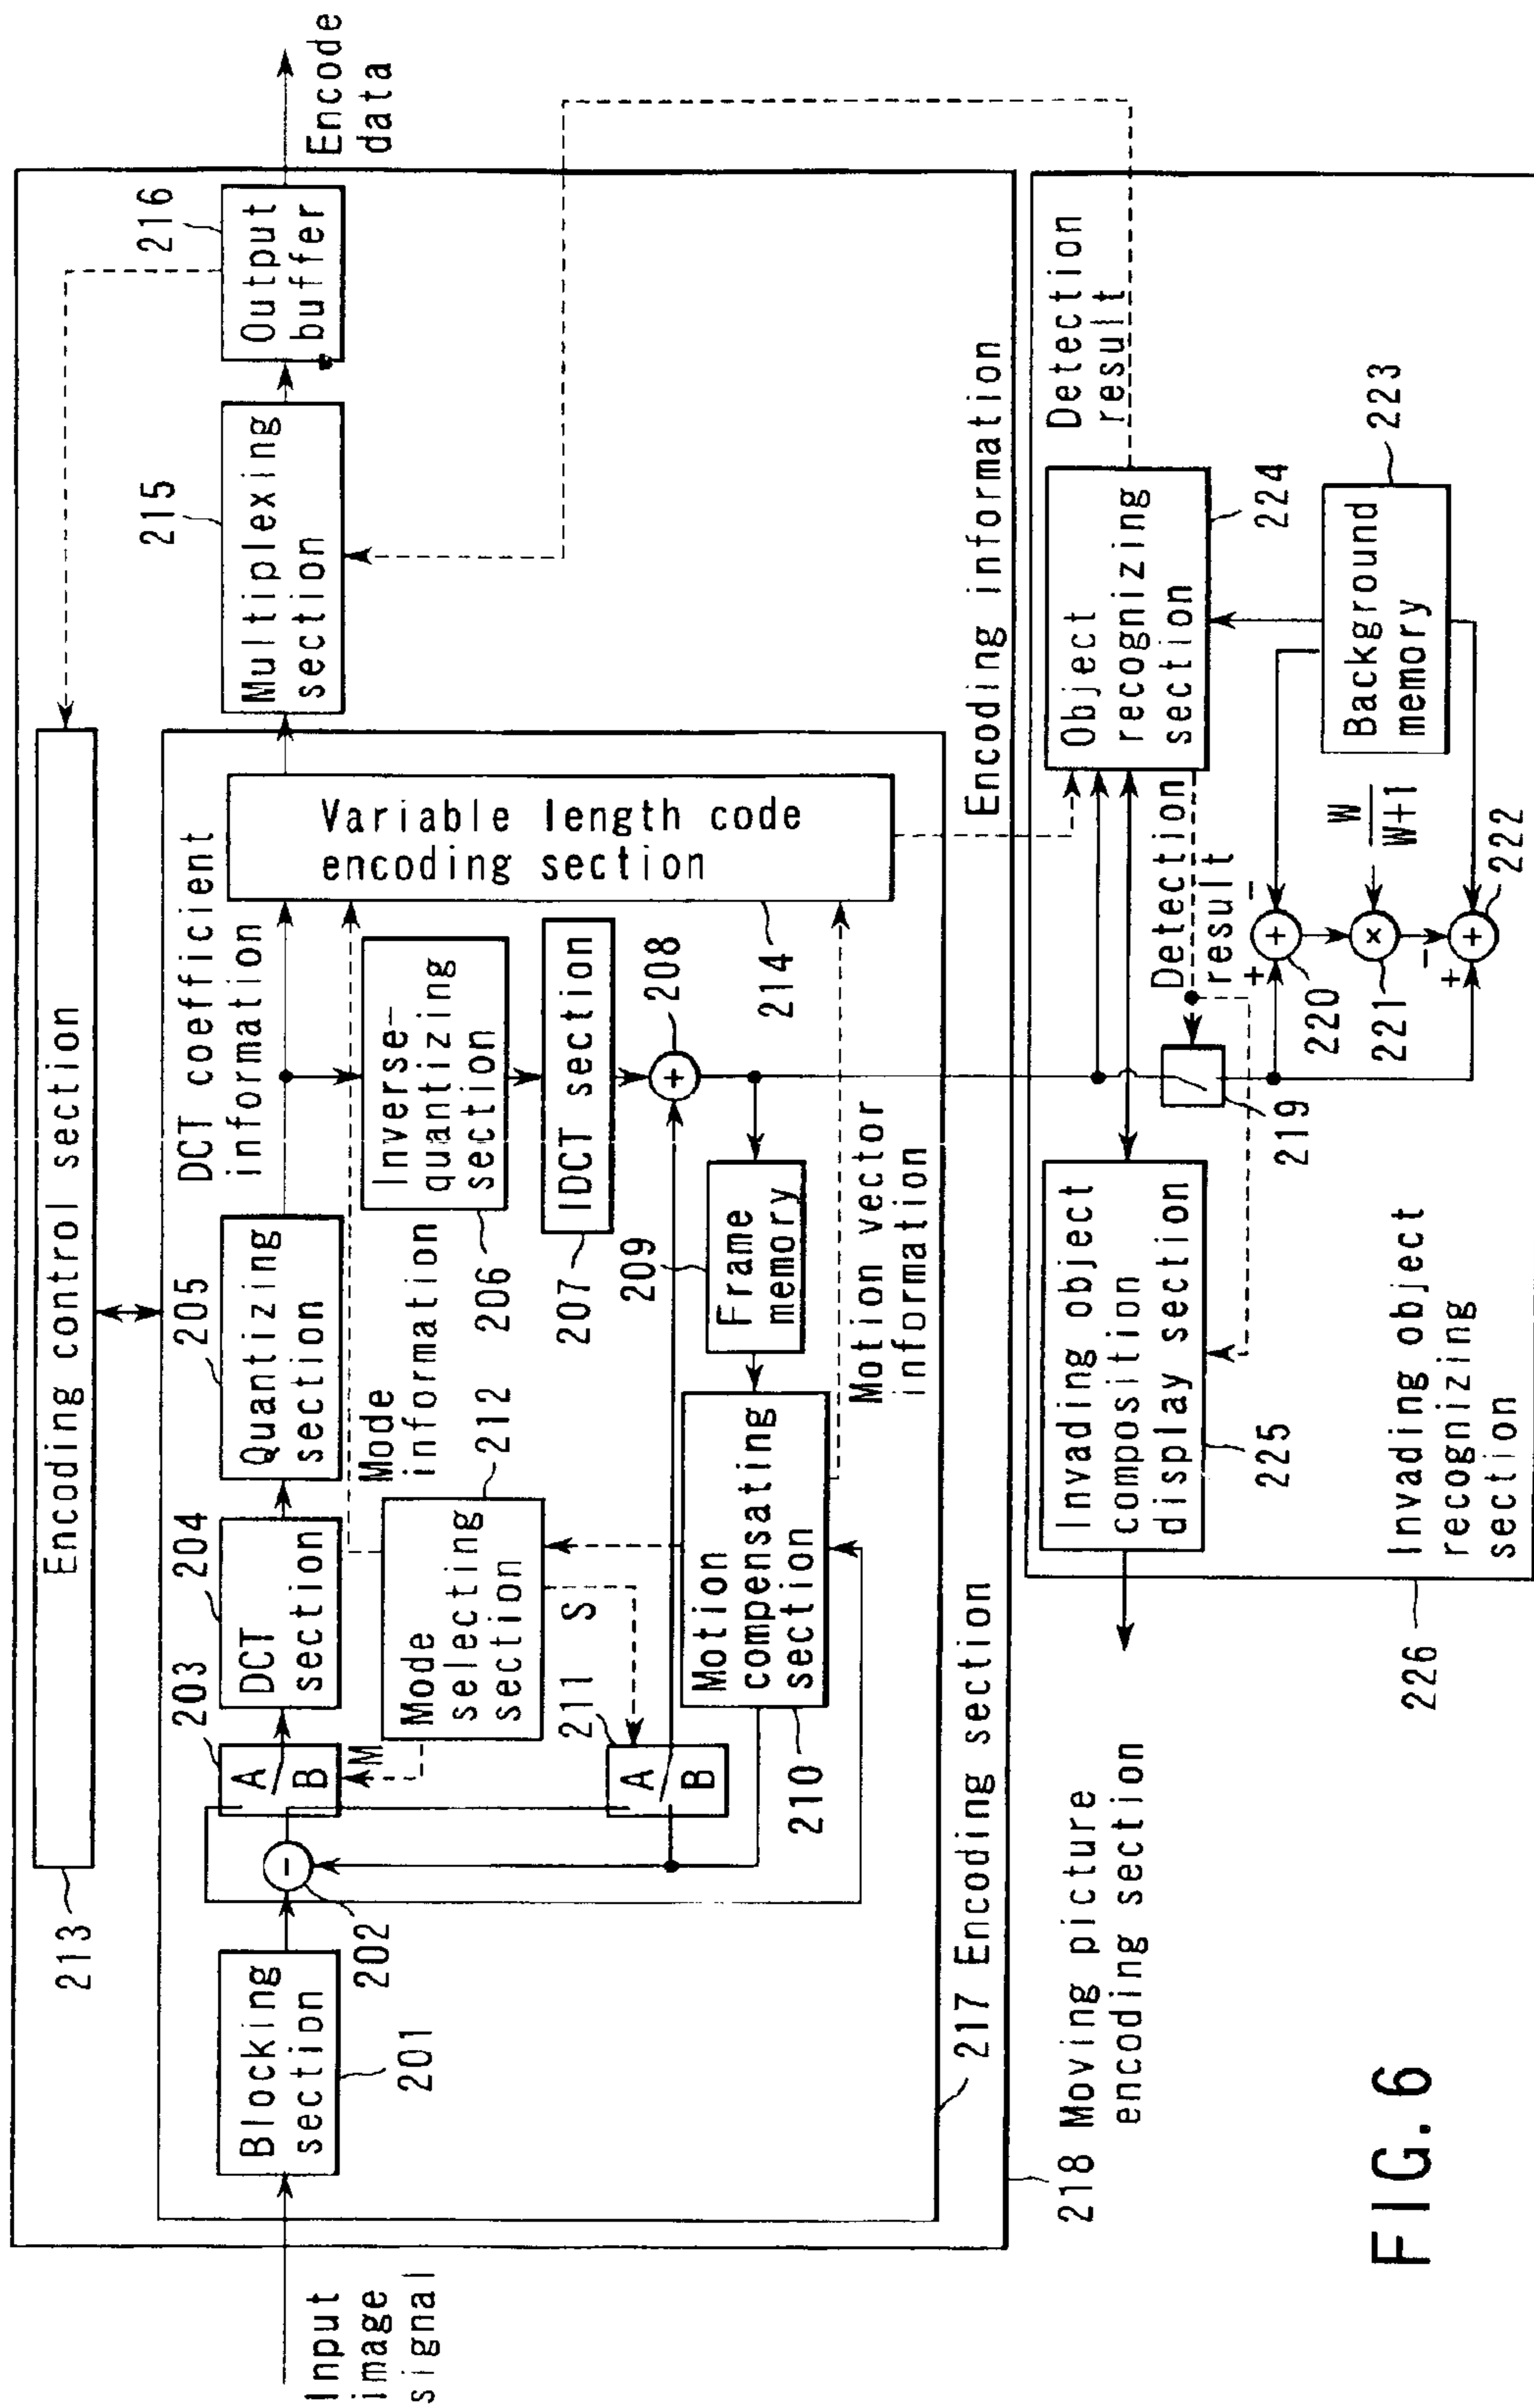 213
Encoding control section
Input
image
signal
Blocking
section
201
202
203
A
B
M
DCT
section
204
Quantizing
section
205
DCT coefficient
information
Multiplexing
section
215
Output
buffer
216
Encode
data
Mode
selecting
section
212
Mode
information
S
211
A
B
Inverse-
quantizing
section
206
IDCT section
207
+
208
Variable length code
encoding section
214
Frame
memory
209
Motion
compensating
section
210
Motion vector
information
-
217 Encoding section
Encoding information
218 Moving picture
encoding section
Invading object
composition
display section
225
Object
recognizing
section
224
Detection
result
Detection
result
219
+
-
+
220
×
221
W
W+1
-
+
+
222
Background
memory
223
226
Invading object
recognizing
section
FIG. 6